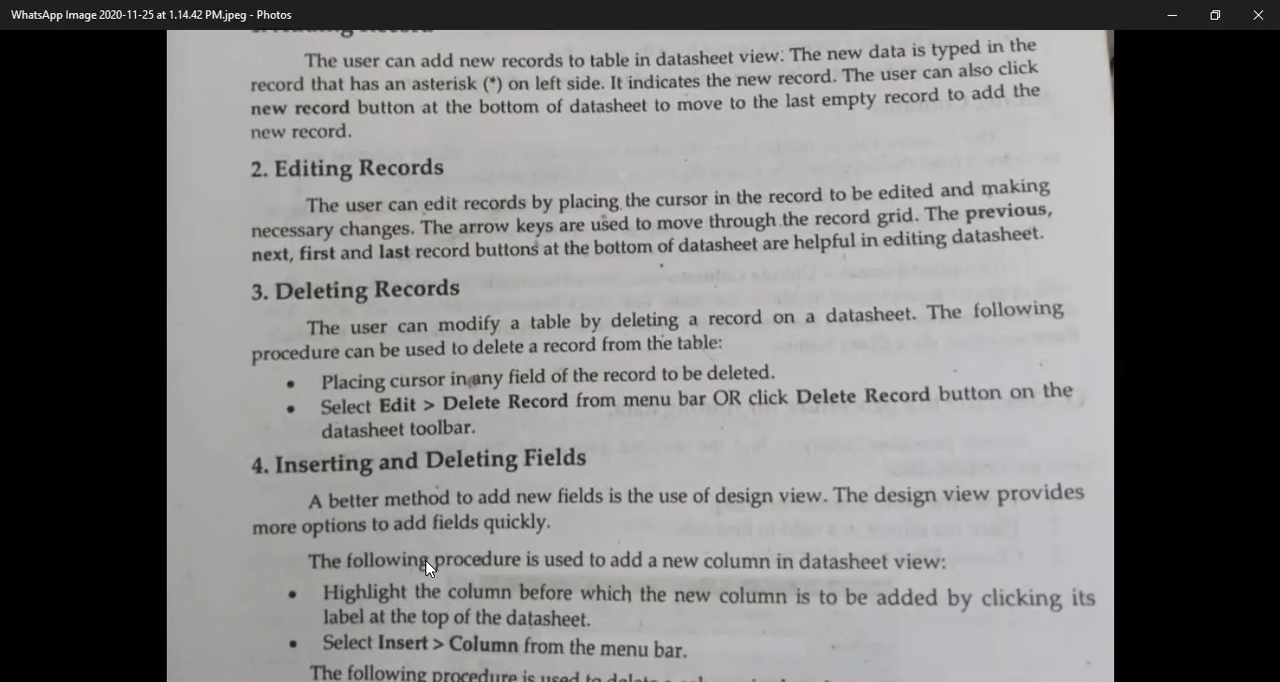 WhatsApp Image 2020-11-25 at 1.14.42 PM.jpeg - Photos
The user can add new records to table in datasheet view. The new data is typed in the
record that has an asterisk (*) on left side. It indicates the new record. The user can also click
new record button at the bottom of datasheet to move to the last empty record to add the
new record.
2. Editing Records
The user can edit records by placing the cursor in the record to be edited and making
necessary changes. The arrow keys are used to move through the record grid. The previous,
next, first and last record buttons at the bottom of datasheet are helpful in editing datasheet.
3. Deleting Records
The user can modify a table by deleting a record on a datasheet. The following
procedure can be used to delete a record from the table:
• Placing cursor in any field of the record to be deleted.
• Select Edit > Delete Record from menu bar OR click Delete Record button on the
datasheet toolbar.
4. Inserting and Deleting Fields
A better method to add new fields is the use of design view. The design view provides
more options to add fields quickly.
The following procedure is used to add a new column in datasheet view:
• Highlight the column before which the new column is to be added by clicking its
label at the top of the datasheet.
• Select Insert > Column from the menu bar.
The following procedure is used to